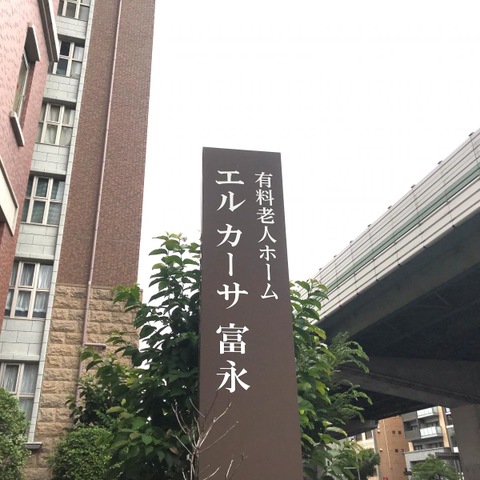 有料老人ホーム
エル カーサ 富永